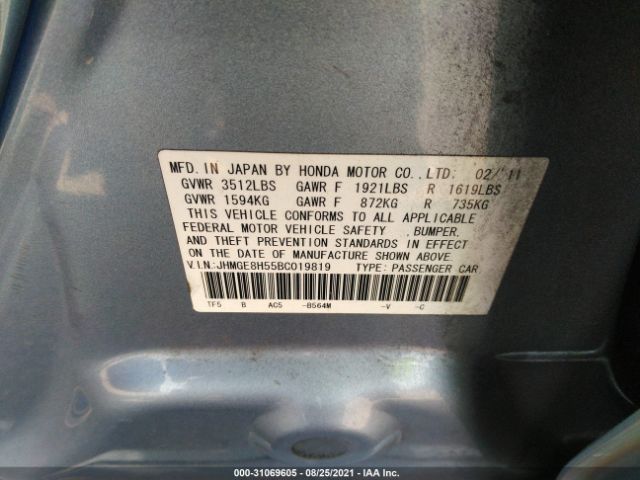 MFD. IN JAPAN BY HONDA MOTOR CO.,LTD. 02/'11
GVWR 3512LBS GAWR F 1921LBS R 1619LBS
GVWR 1594KG GAWR F 872KG R 735KG
THIS VEHICLE CONFORMS TO ALL APPLICABLE
FEDERAL MOTOR VEHICLE SAFETY ,BUMPER,
AND THEFT PREVENTION STANDARDS IN EFFECT
ON THE DATE OF MANUFACTURE SHOWN ABOVE.
V.I.N:JHMGE8H55BC019819 TYPE: PASSENGER CAR
TF5 B AC5 -B564M -V -C
000-31069605 - 08/25/2021 - IAA Inc.